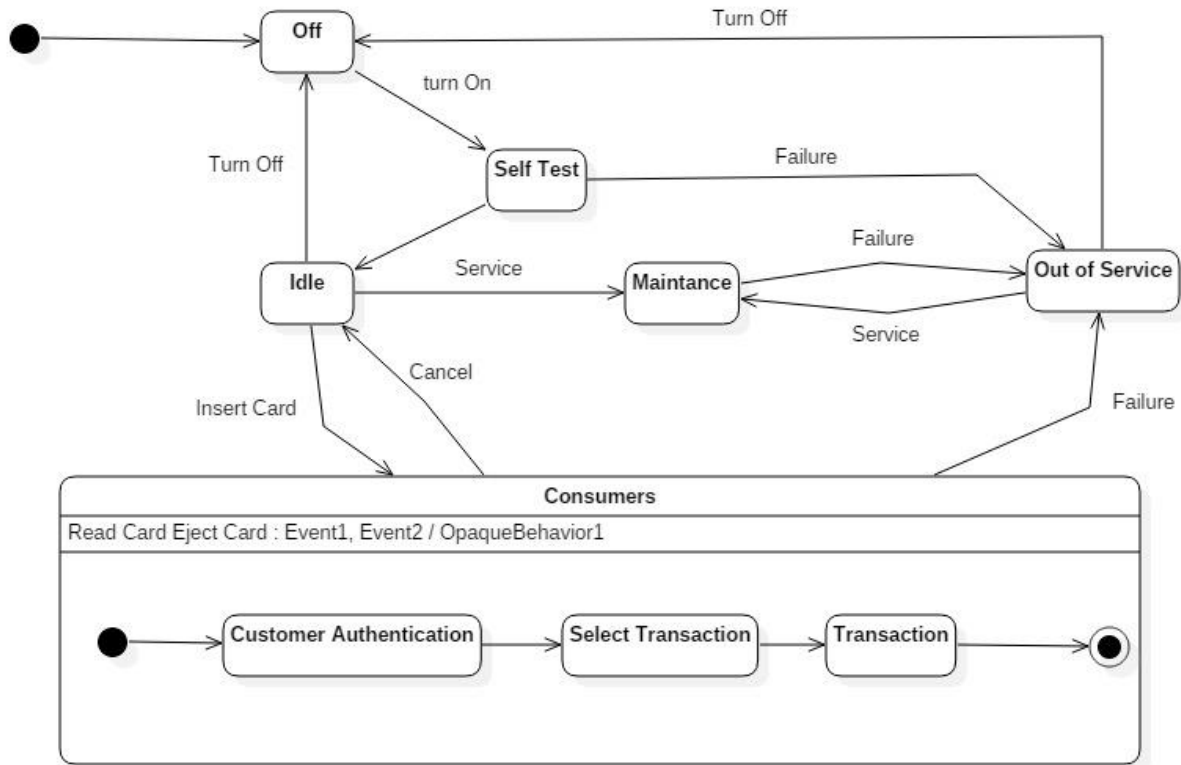 Turn Off
Off
turn On
Turn Off
Self Test
Failure
Failure
Idle
Service
Maintance
Out of Service
Service
Cancel
Insert Card
Failure
Consumers
Read Card Eject Card : Event1, Event2 / OpaqueBehavior1
Customer Authentication
Select Transaction
Transaction